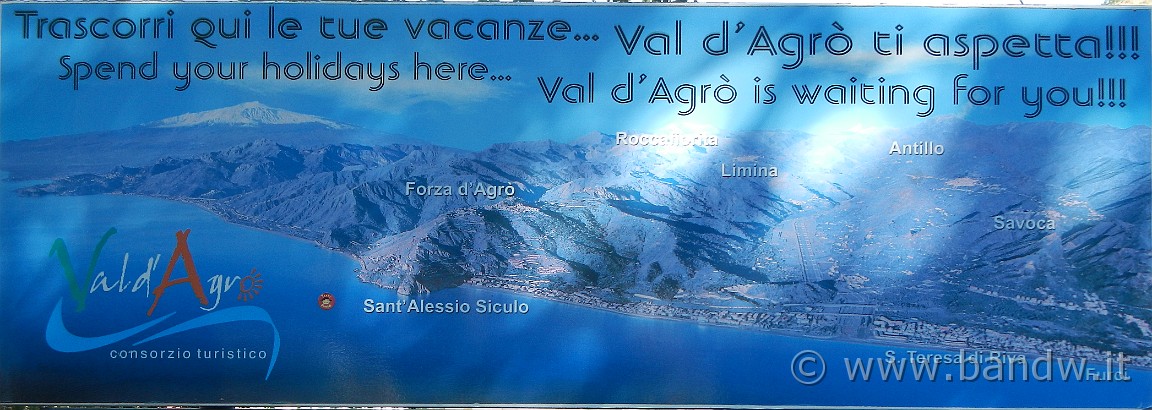 Trascorri qui le tue vacanze...
Spend your holidays here...
Val d'Agrò ti aspetta!!!
Val d'Agrò is waiting for you!!!
Roccafiorita
Antillo
Limina
Forza d'Agrò
Savoca
Val d'Agrò
consorzio turistico
Sant'Alessio Siculo
S. Teresa di Riva
Furci
© www.bandw.it